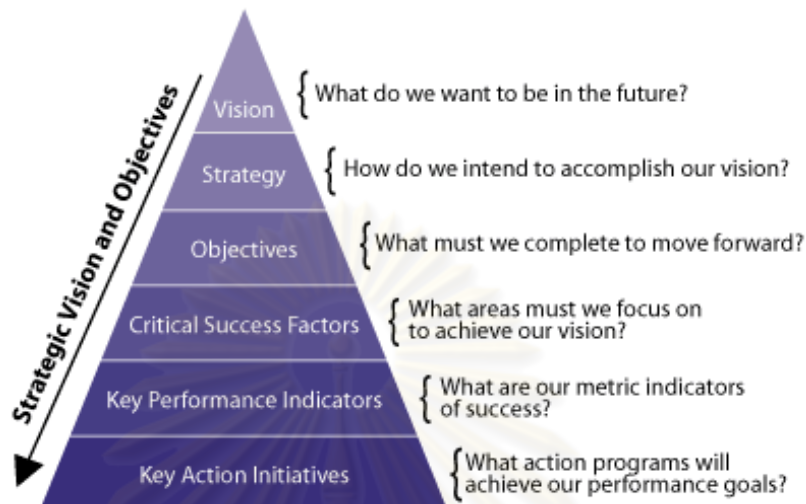 Strategic Vision and Objectives
Vision
{ What do we want to be in the future?
Strategy
{ How do we intend to accomplish our vision?
Objectives
{ What must we complete to move forward?
Critical Success Factors
{ What areas must we focus on
to achieve our vision?
Key Performance Indicators
{ What are our metric indicators
of success?
Key Action Initiatives
{ What action programs will
achieve our performance goals?